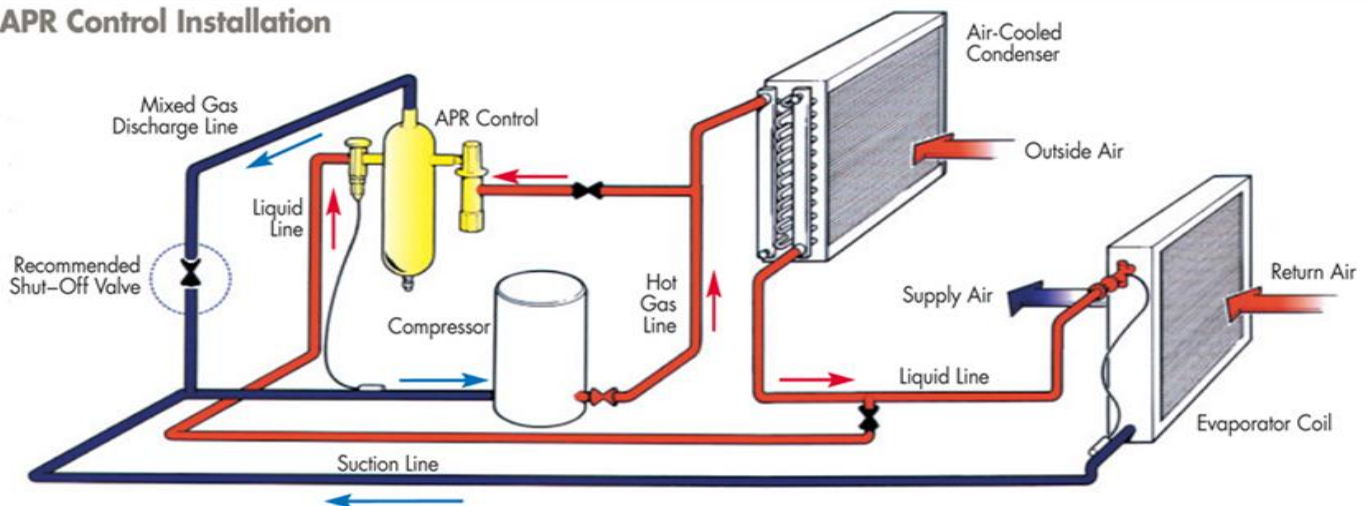 APR Control Installation
Air-Cooled
Condenser
Mixed Gas
Discharge Line
APR Control
Outside Air
Liquid
Line
Recommended
Shut–Off Valve
Hot
Gas
Line
Supply Air
Return Air
Compressor
Liquid Line
Evaporator Coil
Suction Line